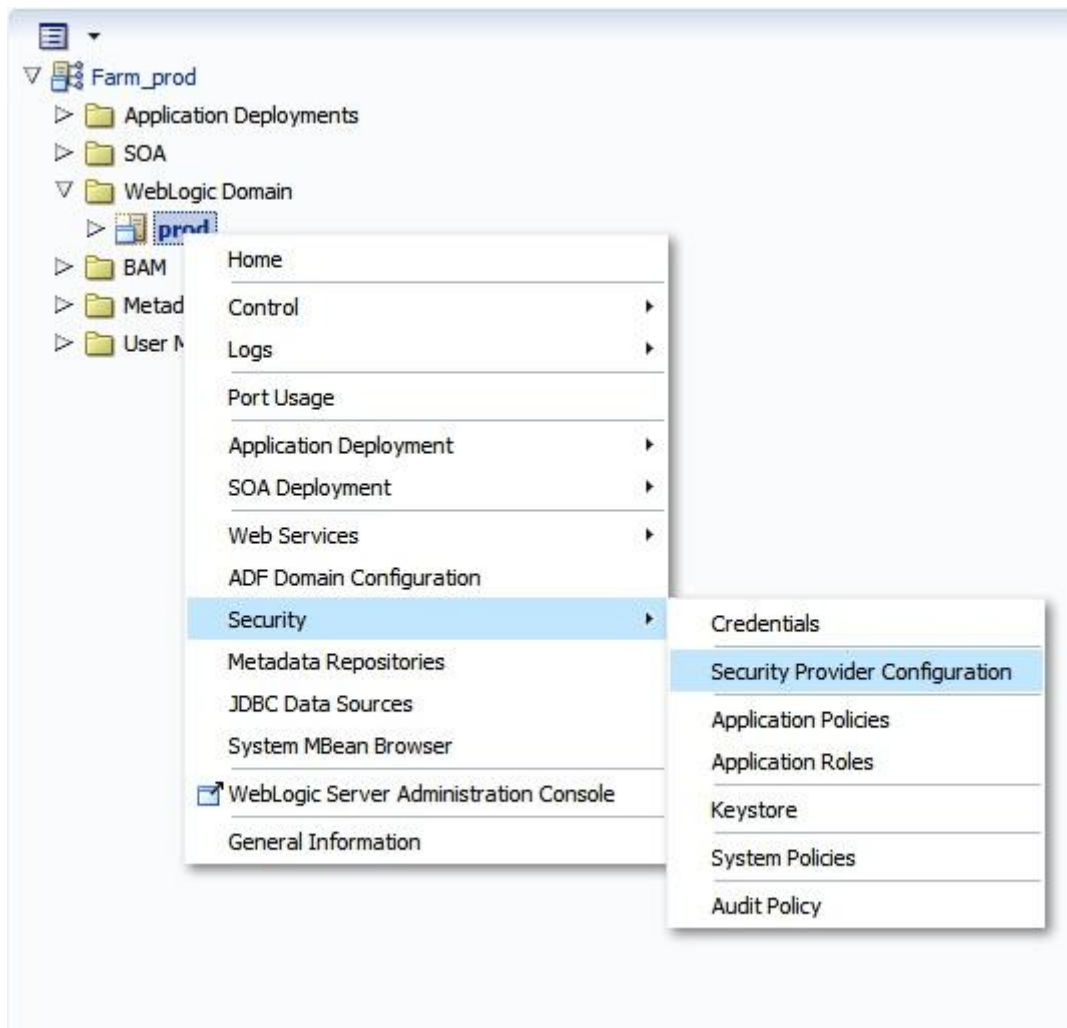 Farm_prod
Application Deployments
SOA
WebLogic Domain
prod
BAM
Metad
User M
Home
Control
Logs
Port Usage
Application Deployment
SOA Deployment
Web Services
ADF Domain Configuration
Security
Metadata Repositories
JDBC Data Sources
System MBean Browser
WebLogic Server Administration Console
General Information
Credentials
Security Provider Configuration
Application Policies
Application Roles
Keystore
System Policies
Audit Policy